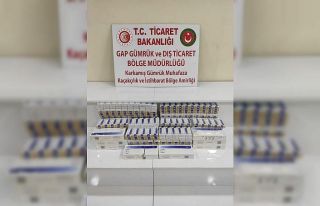 T.C. TİCARET
BAKANLIĞI
GAP GÜMRÜK ve DIŞ TİCARET
BÖLGE MÜDÜRLÜĞÜ
Karkamış Gümrük Muhafaza
Kaçakçılık ve İstihbarat Bölge Amirliği